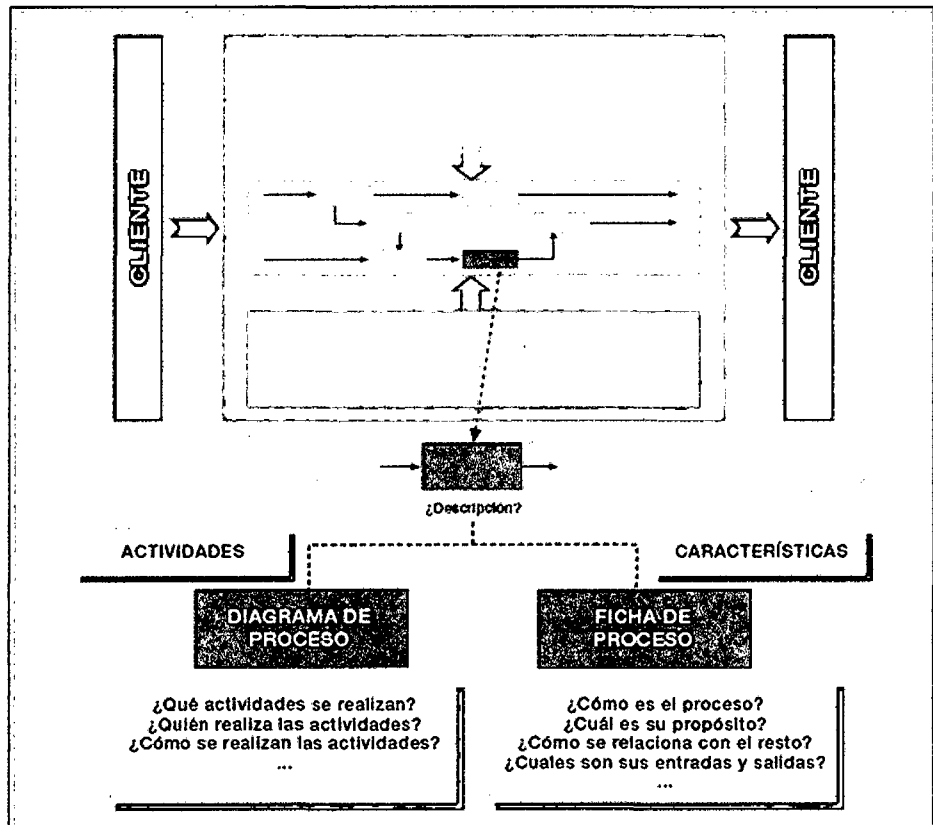 CLIENTE
CLIENTE
¿Descripción?
ACTIVIDADES
CARACTERÍSTICAS
DIAGRAMA DE
PROCESO
FICHA DE
PROCESO
¿Qué actividades se realizan?
¿Quién realiza las actividades?
¿Cómo se realizan las actividades?
...
¿Cómo es el proceso?
¿Cuál es su propósito?
¿Cómo se relaciona con el resto?
¿Cuales son sus entradas y salidas?
...